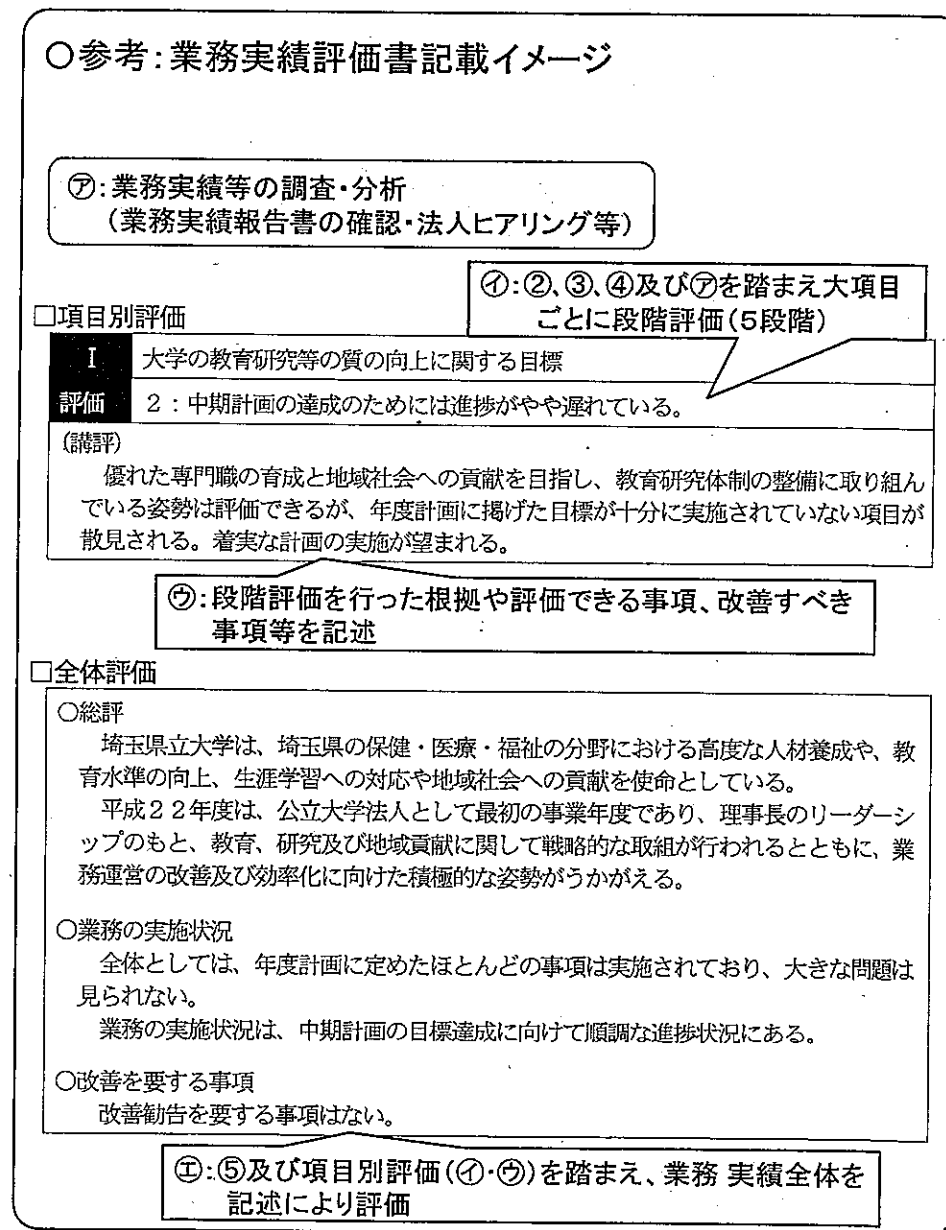 ○参考:業務実績評価書記載イメージ
㋐:業務実績等の調査・分析
(業務実績報告書の確認・法人ヒアリング等)
㋑:②、③、④及び㋐を踏まえ大項目
ごとに段階評価(5段階)
□項目別評価
Ⅰ 大学の教育研究等の質の向上に関する目標
評価 2:中期計画の達成のためには進捗がやや遅れている。
(講評)
優れた専門職の育成と地域社会への貢献を目指し、教育研究体制の整備に取り組ん
でいる姿勢は評価できるが、年度計画に掲げた目標が十分に実施されていない項目が
散見される。着実な計画の実施が望まれる。
㋒:段階評価を行った根拠や評価できる事項、改善すべき
事項等を記述
□全体評価
○総評
埼玉県立大学は、埼玉県の保健・医療・福祉の分野における高度な人材養成や、教
育水準の向上、生涯学習への対応や地域社会への貢献を使命としている。
平成22年度は、公立大学法人として最初の事業年度であり、理事長のリーダーシ
ップのもと、教育、研究及び地域貢献に関して戦略的な取組が行われるとともに、業
務運営の改善及び効率化に向けた積極的な姿勢がうかがえる。
○業務の実施状況
全体としては、年度計画に定めたほとんどの事項は実施されており、大きな問題は
見られない。
業務の実施状況は、中期計画の目標達成に向けて順調な進捗状況にある。
○改善を要する事項
改善勧告を要する事項はない。
㋓:⑤及び項目別評価(㋑・㋒)を踏まえ、業務 実績全体を
記述により評価